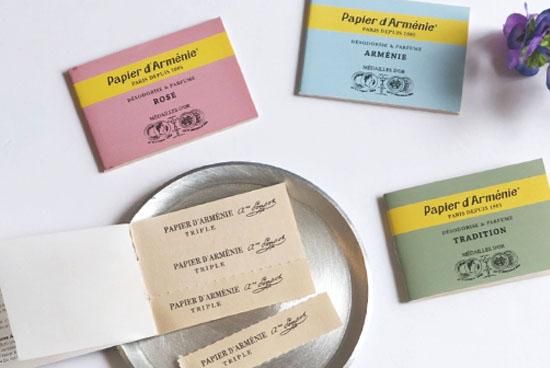 Papier d'Arménie®
PARIS DEPUIS 1885
DÉSODORISE & PARFUME
ROSE
MÉDAILLES D'OR
Papier d'Arménie®
PARIS DEPUIS 1885
DÉSODORISE & PARFUME
ARMÉNIE
MÉDAILLES D'OR
Papier d'Arménie®
PARIS DEPUIS 1885
DÉSODORISE & PARFUME
TRADITION
MÉDAILLES D'OR
PAPIER D'ARMÉNIE
TRIPLE
PAPIER D'ARMÉNIE
TRIPLE
PAPIER D'ARMÉNIE
TRIPLE
PAPIER D'ARMÉNIE
TRIPLE